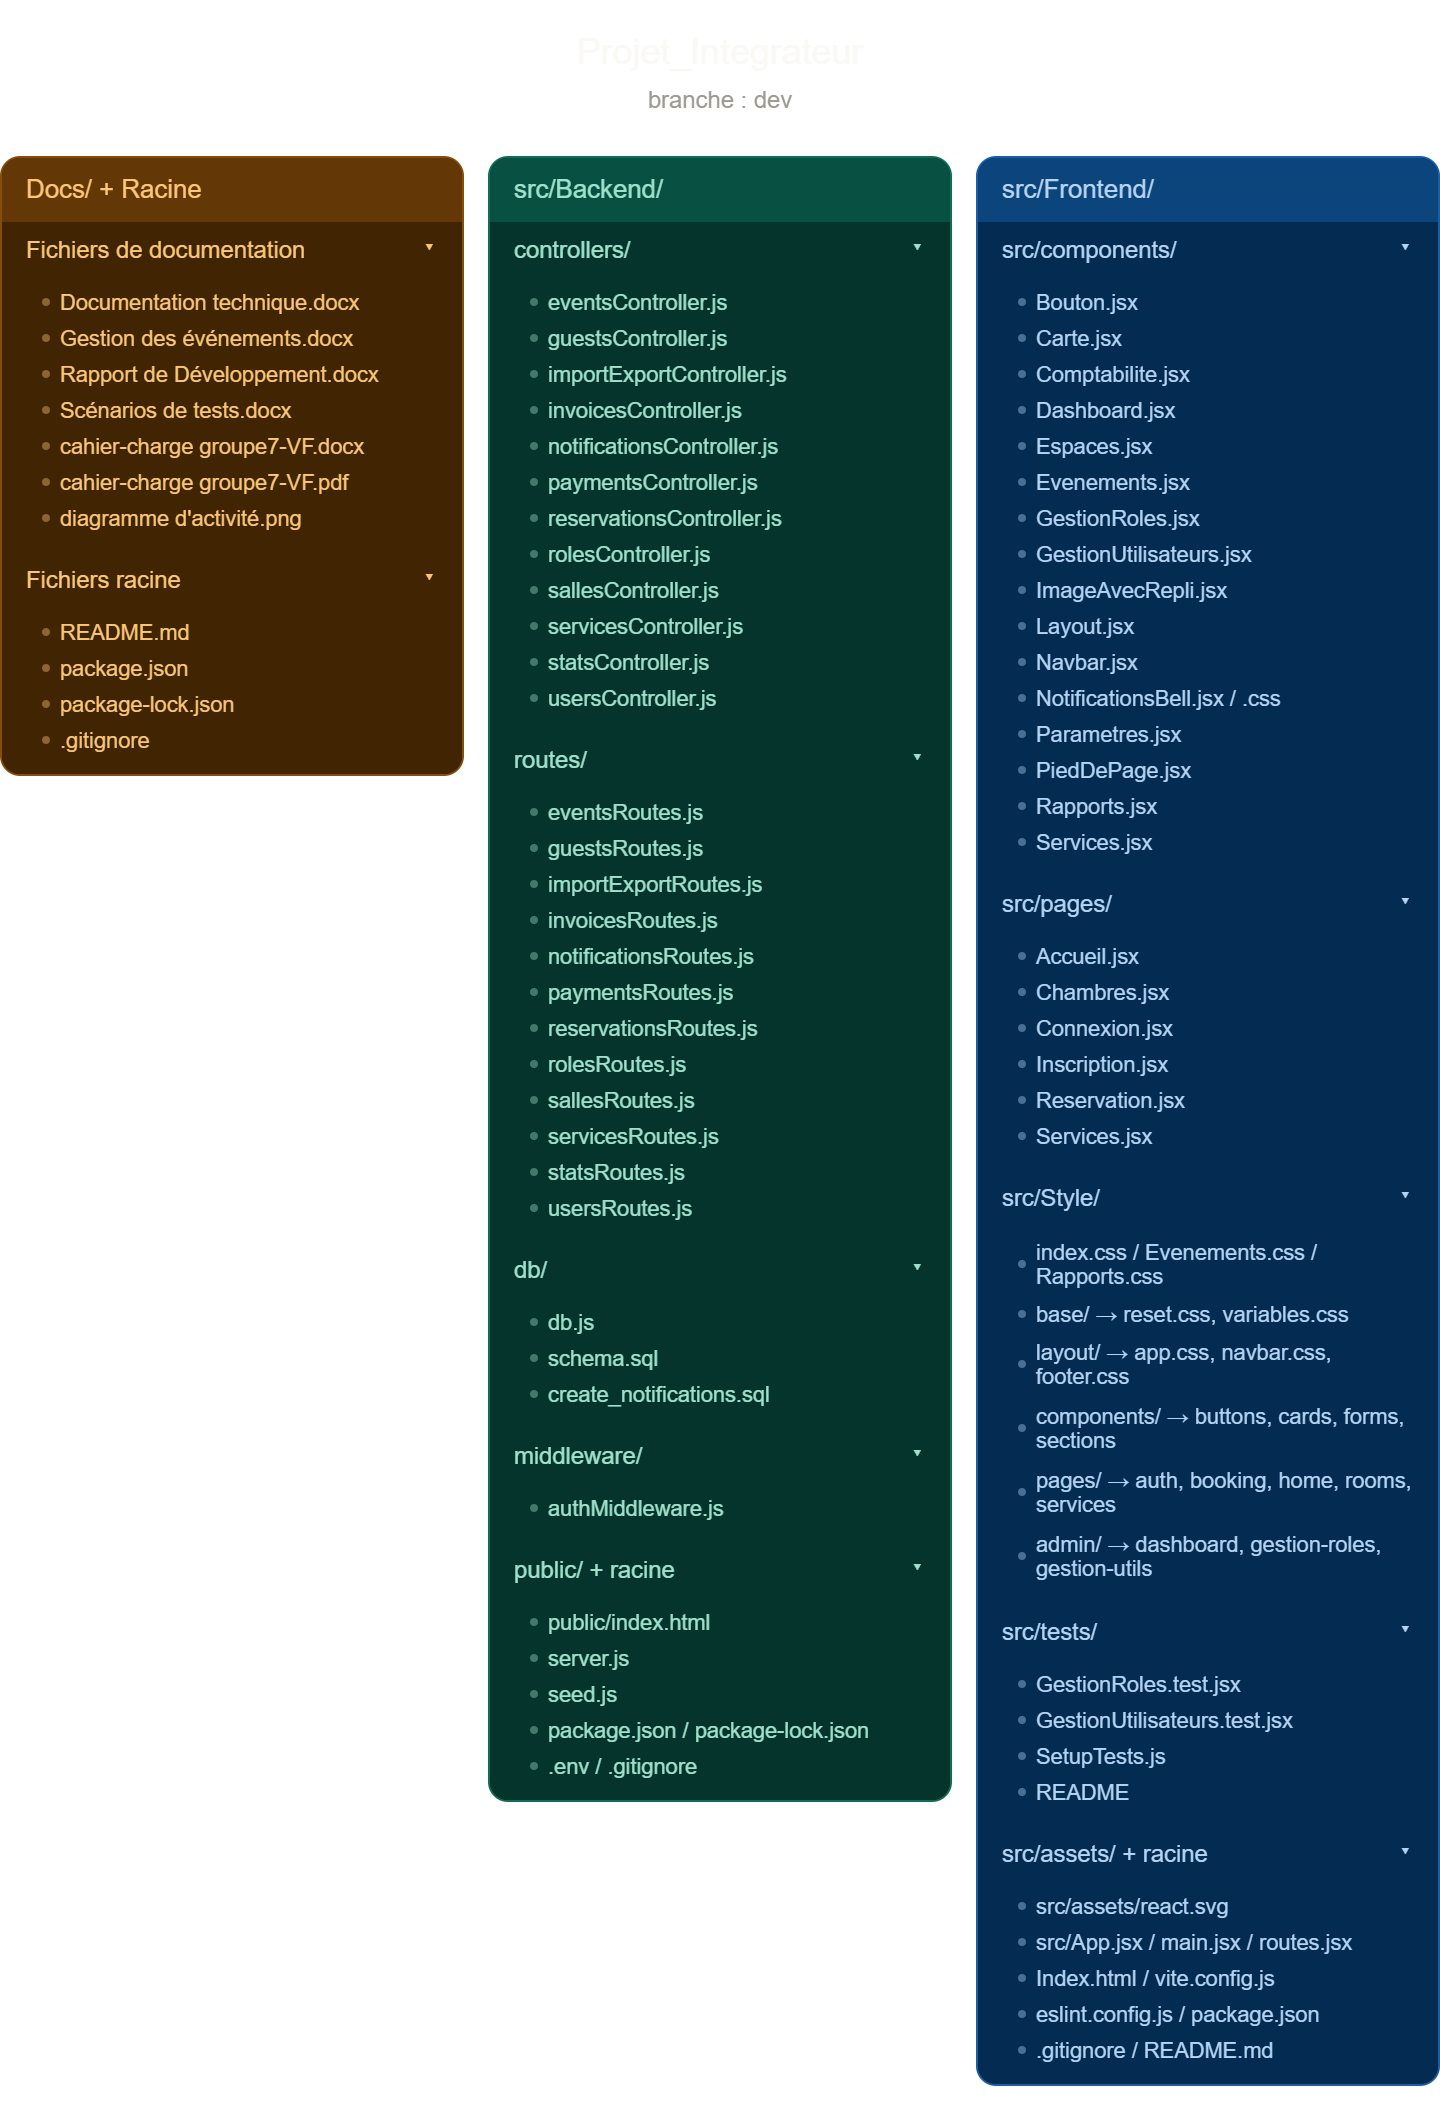 Projet_Integrateur
branche : dev
Docs/ + Racine
Fichiers de documentation
Documentation technique.docx
Gestion des événements.docx
Rapport de Développement.docx
Scénarios de tests.docx
cahier-charge groupe7-VF.docx
cahier-charge groupe7-VF.pdf
diagramme d'activité.png
Fichiers racine
README.md
package.json
package-lock.json
.gitignore
src/Backend/
controllers/
eventsController.js
guestsController.js
importExportController.js
invoicesController.js
notificationsController.js
paymentsController.js
reservationsController.js
rolesController.js
sallesController.js
servicesController.js
statsController.js
usersController.js
routes/
eventsRoutes.js
guestsRoutes.js
importExportRoutes.js
invoicesRoutes.js
notificationsRoutes.js
paymentsRoutes.js
reservationsRoutes.js
rolesRoutes.js
sallesRoutes.js
servicesRoutes.js
statsRoutes.js
usersRoutes.js
db/
db.js
schema.sql
create_notifications.sql
middleware/
authMiddleware.js
public/ + racine
public/index.html
server.js
seed.js
package.json / package-lock.json
.env / .gitignore
src/Frontend/
src/components/
Bouton.jsx
Carte.jsx
Comptabilite.jsx
Dashboard.jsx
Espaces.jsx
Evenements.jsx
GestionRoles.jsx
GestionUtilisateurs.jsx
ImageAvecRepli.jsx
Layout.jsx
Navbar.jsx
NotificationsBell.jsx / .css
Parametres.jsx
PiedDePage.jsx
Rapports.jsx
Services.jsx
src/pages/
Accueil.jsx
Chambres.jsx
Connexion.jsx
Inscription.jsx
Reservation.jsx
Services.jsx
src/Style/
index.css / Evenements.css /
Rapports.css
base/ → reset.css, variables.css
layout/ → app.css, navbar.css,
footer.css
components/ → buttons, cards, forms,
sections
pages/ → auth, booking, home, rooms,
services
admin/ → dashboard, gestion-roles,
gestion-utils
src/tests/
GestionRoles.test.jsx
GestionUtilisateurs.test.jsx
SetupTests.js
README
src/assets/ + racine
src/assets/react.svg
src/App.jsx / main.jsx / routes.jsx
Index.html / vite.config.js
eslint.config.js / package.json
.gitignore / README.md